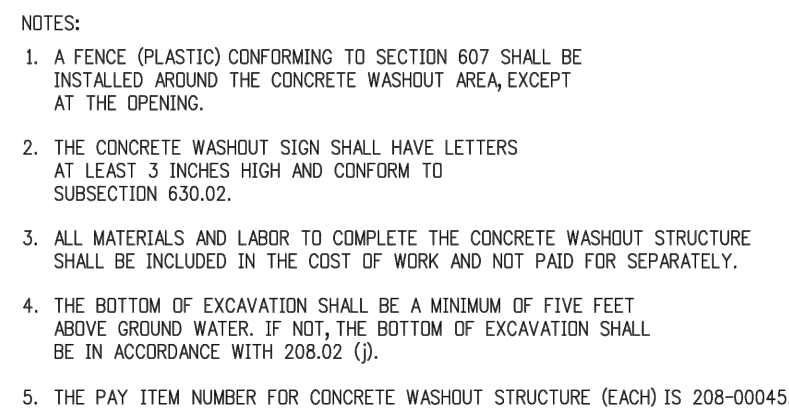 NOTES:
1. A FENCE (PLASTIC) CONFORMING TO SECTION 607 SHALL BE
INSTALLED AROUND THE CONCRETE WASHOUT AREA, EXCEPT
AT THE OPENING.
2. THE CONCRETE WASHOUT SIGN SHALL HAVE LETTERS
AT LEAST 3 INCHES HIGH AND CONFORM TO
SUBSECTION 630.02.
3. ALL MATERIALS AND LABOR TO COMPLETE THE CONCRETE WASHOUT STRUCTURE
SHALL BE INCLUDED IN THE COST OF WORK AND NOT PAID FOR SEPARATELY.
4. THE BOTTOM OF EXCAVATION SHALL BE A MINIMUM OF FIVE FEET
ABOVE GROUND WATER. IF NOT, THE BOTTOM OF EXCAVATION SHALL
BE IN ACCORDANCE WITH 208.02 (j).
5. THE PAY ITEM NUMBER FOR CONCRETE WASHOUT STRUCTURE (EACH) IS 208-00045